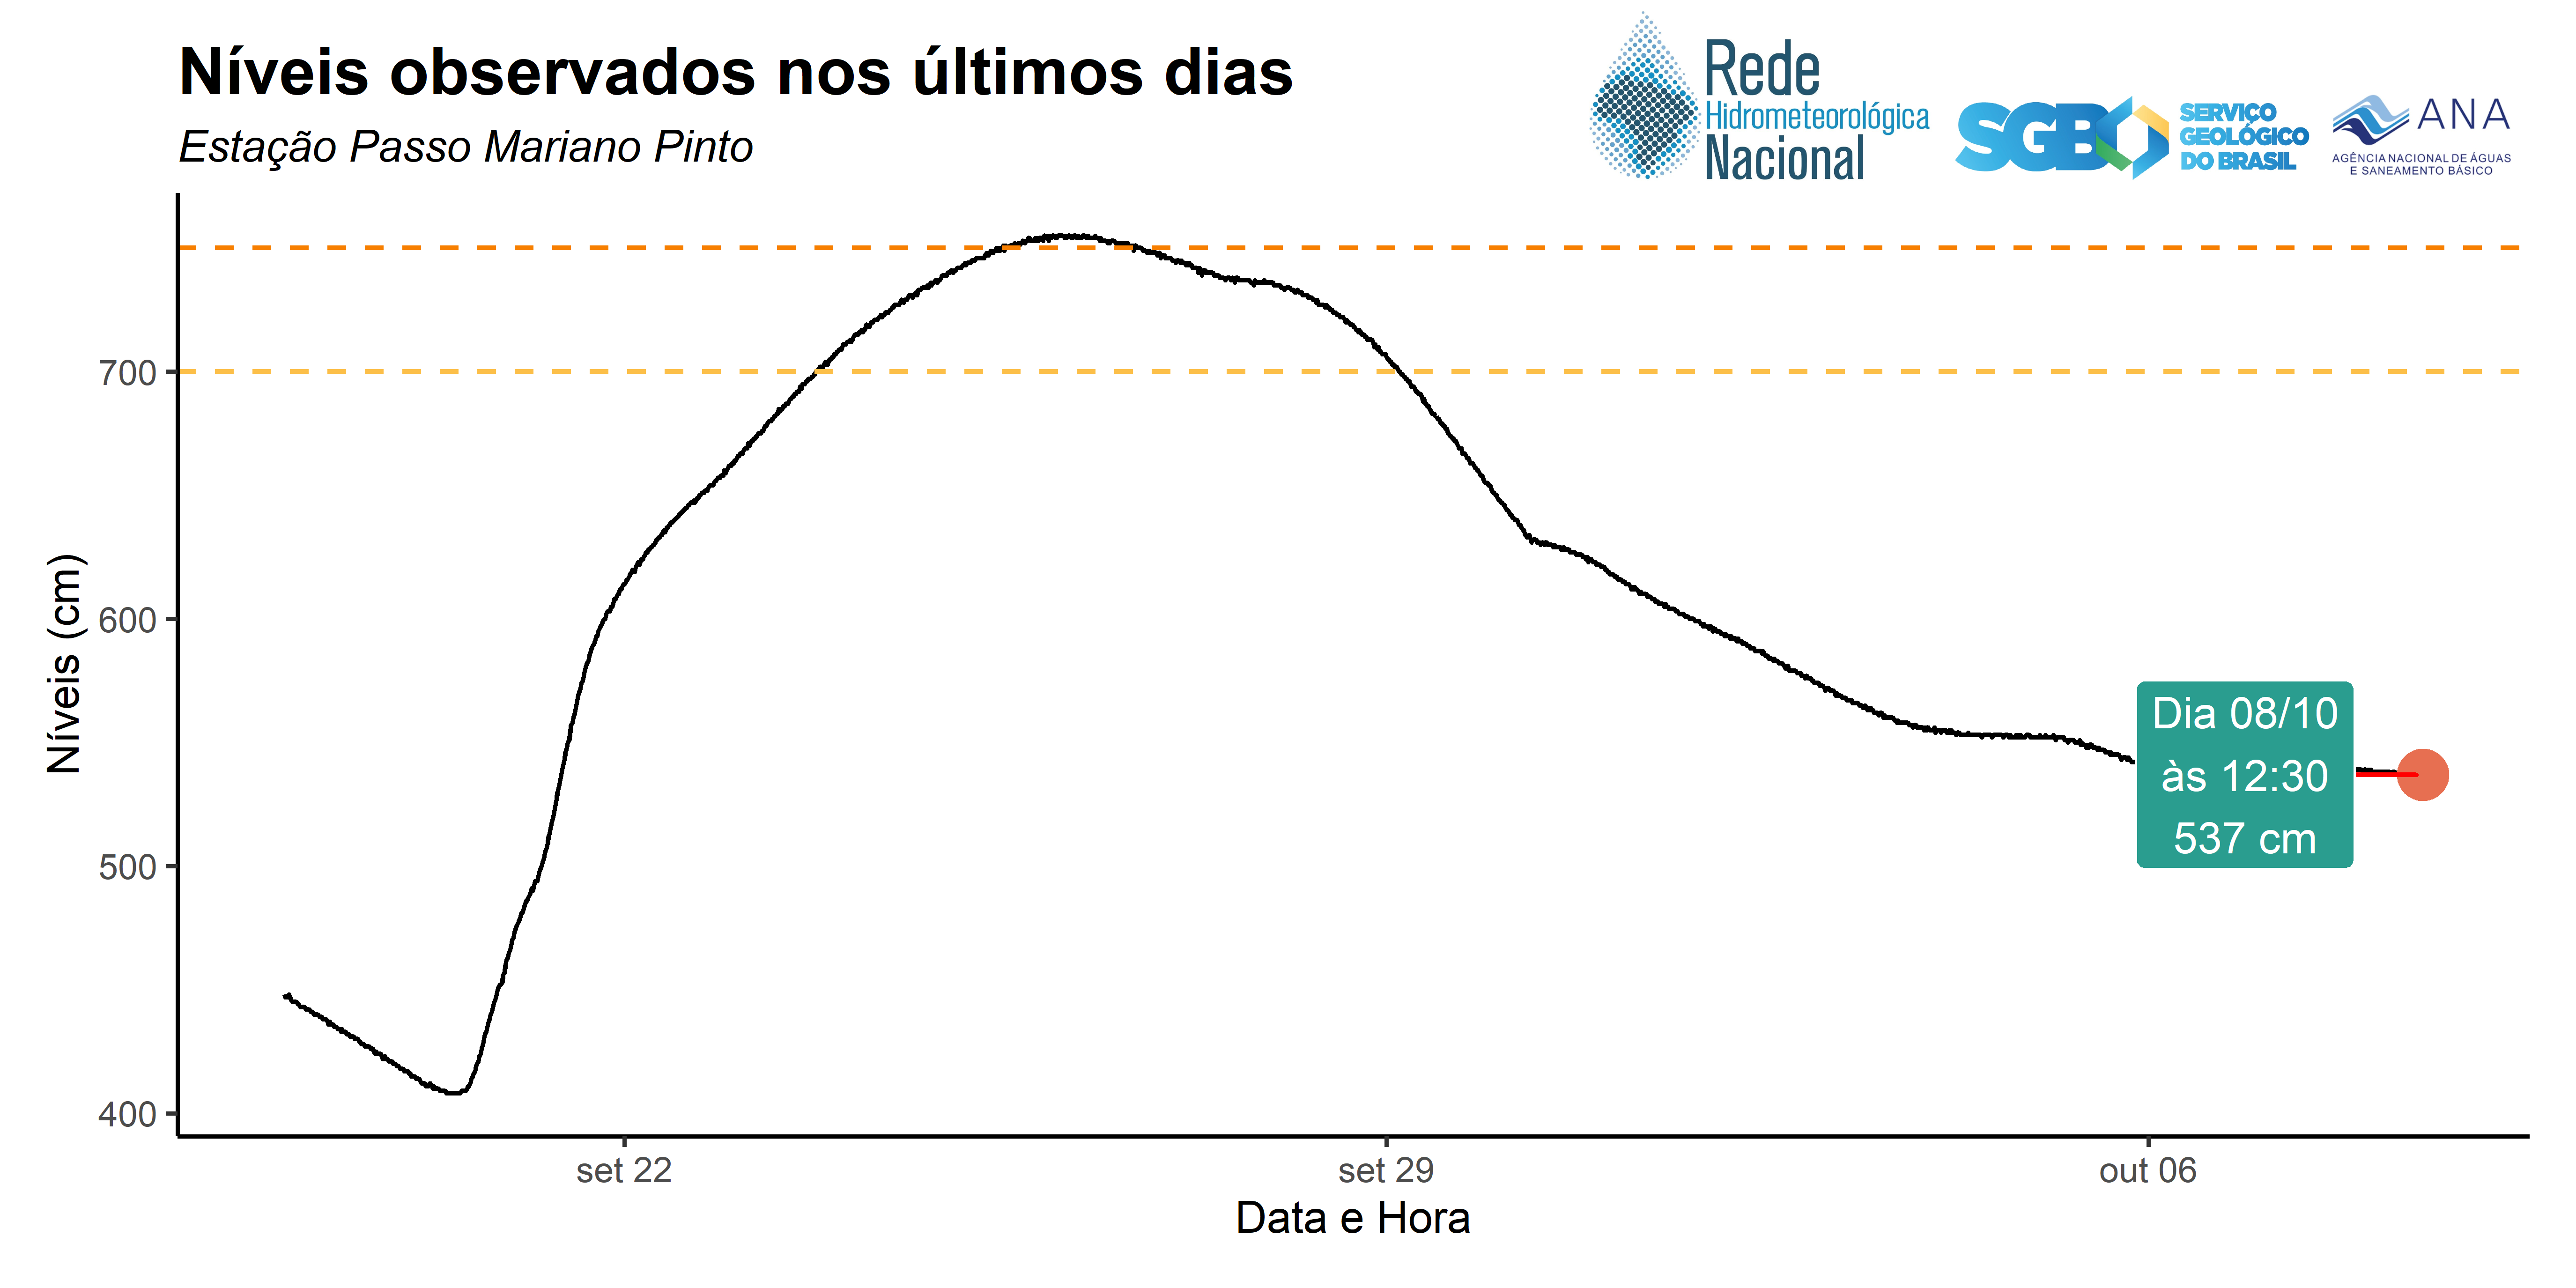 Níveis observados nos últimos dias
Estação Passo Mariano Pinto
Rede
Hidrometeorológica
Nacional
SGB
SERVIÇO
GEOLÓGICO
DO BRASIL
ANA
AGÊNCIA NACIONAL DE ÁGUAS
E SANEAMENTO BÁSICO
Níveis (cm)
700
600
500
400
Dia 08/10
às 12:30
537 cm
set 22
set 29
out 06
Data e Hora